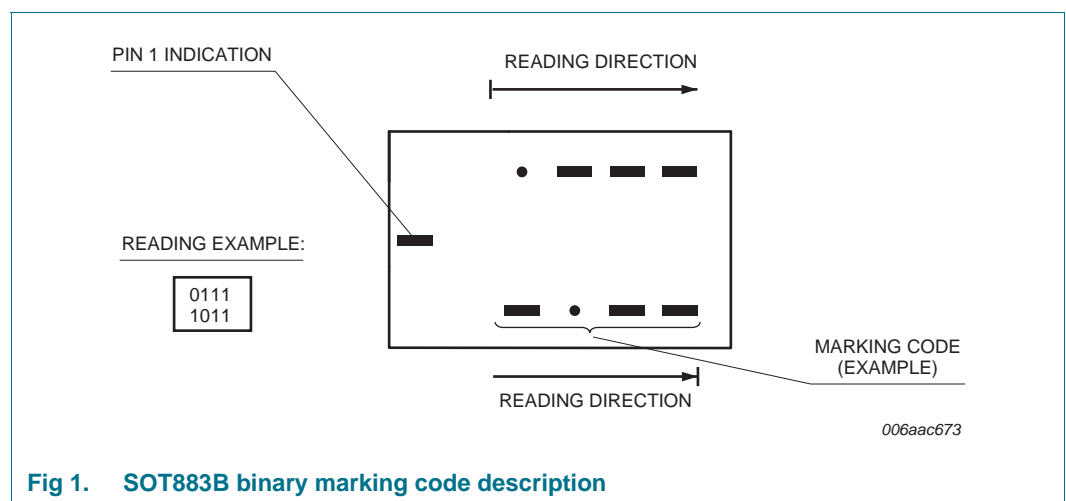 PIN 1 INDICATION
READING DIRECTION
READING EXAMPLE:
0111
1011
MARKING CODE
(EXAMPLE)
READING DIRECTION
006aac673
Fig 1. SOT883B binary marking code description